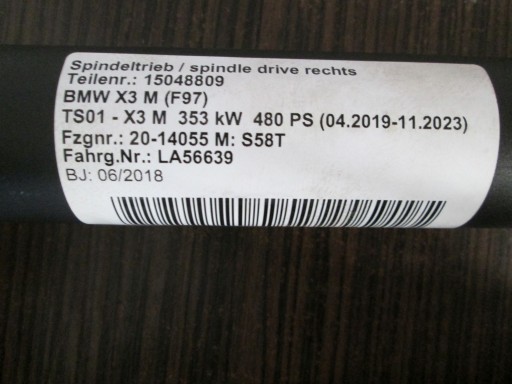 Spindeltrieb / spindle drive rechts
Teilenr.: 15048809
BMW X3 M (F97)
TS01 - X3 M 353 kW 480 PS (04.2019-11.2023)
Fzgnr.: 20-14055 M: S58T
Fahrg.Nr.: LA56639
BJ: 06/2018